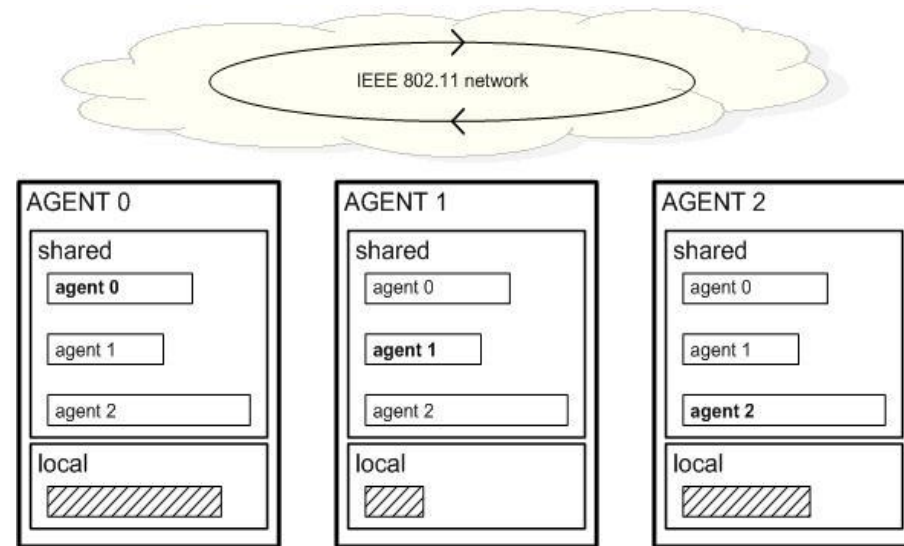 IEEE 802.11 network
AGENT 0
shared
agent 0
agent 1
agent 2
local
AGENT 1
shared
agent 0
agent 1
agent 2
local
AGENT 2
shared
agent 0
agent 1
agent 2
local